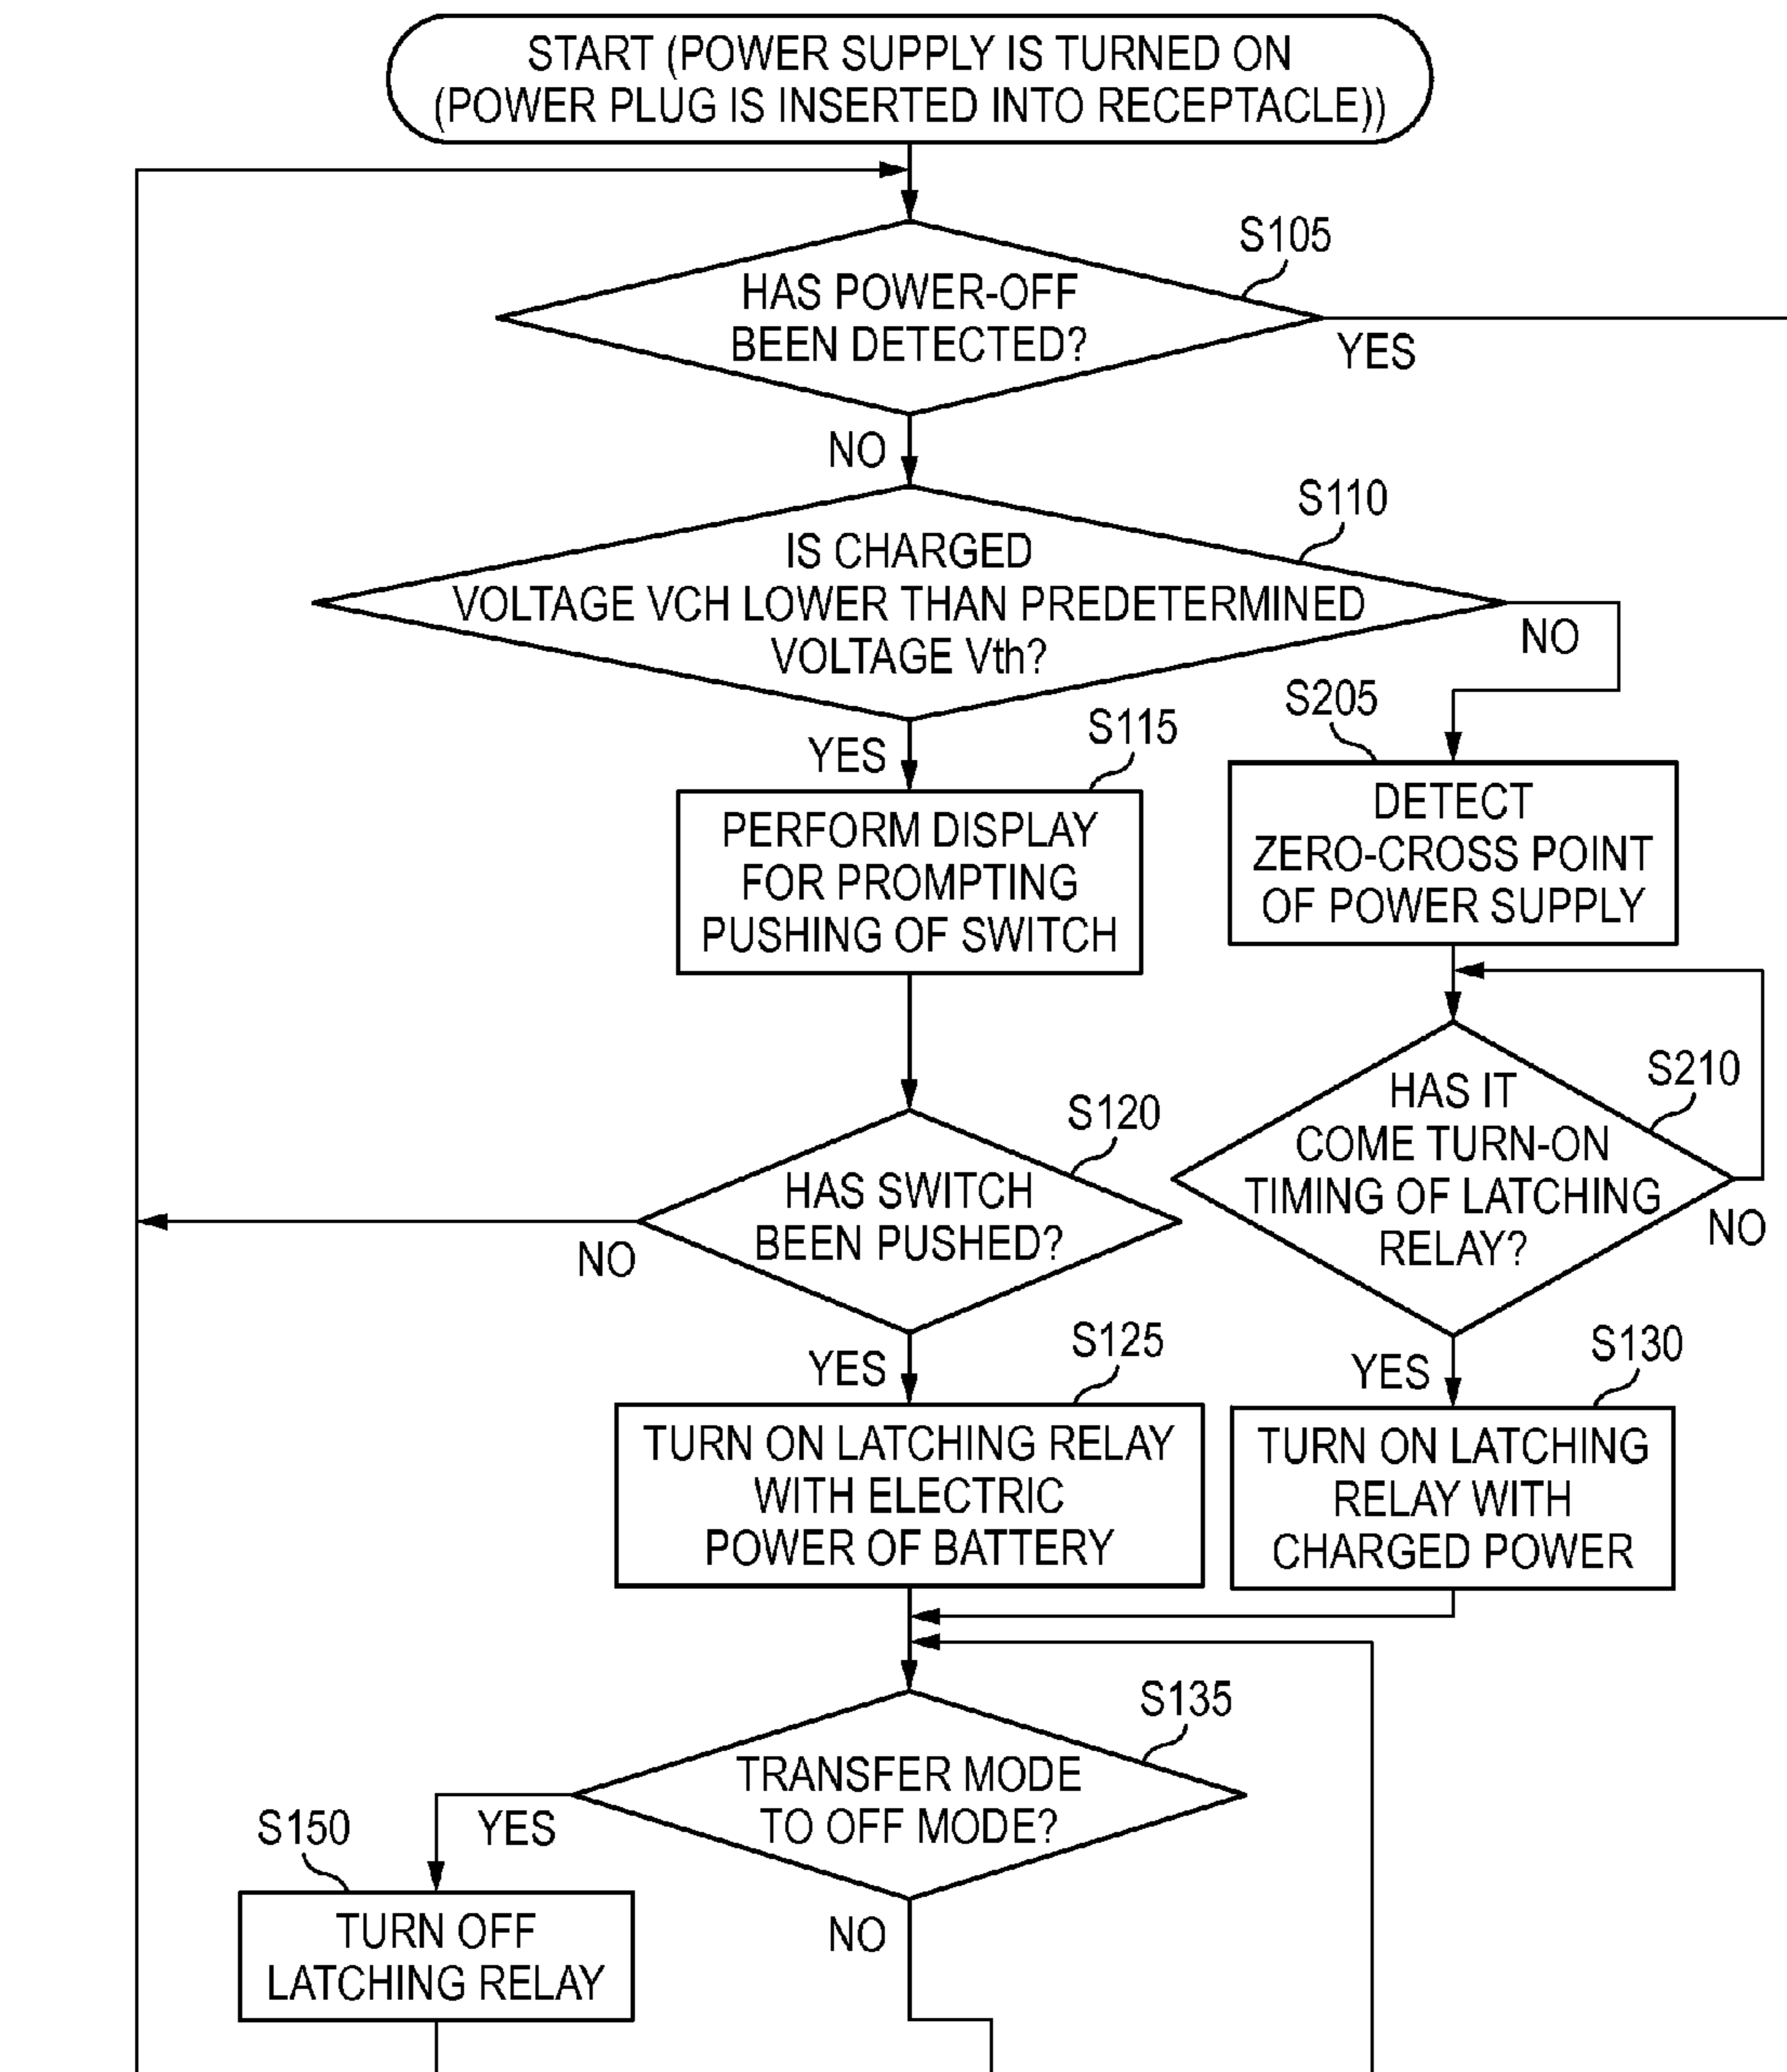 START (POWER SUPPLY IS TURNED ON
(POWER PLUG IS INSERTED INTO RECEPTACLE))
S105
HAS POWER-OFF
BEEN DETECTED?
YES
NO
S110
IS CHARGED
VOLTAGE VCH LOWER THAN PREDETERMINED
VOLTAGE Vth?
NO
YES
S115
PERFORM DISPLAY
FOR PROMPTING
PUSHING OF SWITCH
S205
DETECT
ZERO-CROSS POINT
OF POWER SUPPLY
S120
HAS SWITCH
BEEN PUSHED?
NO
YES
S210
HAS IT
COME TURN-ON
TIMING OF LATCHING
RELAY?
NO
YES
S125
TURN ON LATCHING RELAY
WITH ELECTRIC
POWER OF BATTERY
S130
TURN ON LATCHING
RELAY WITH
CHARGED POWER
S135
TRANSFER MODE
TO OFF MODE?
YES
NO
S150
TURN OFF
LATCHING RELAY